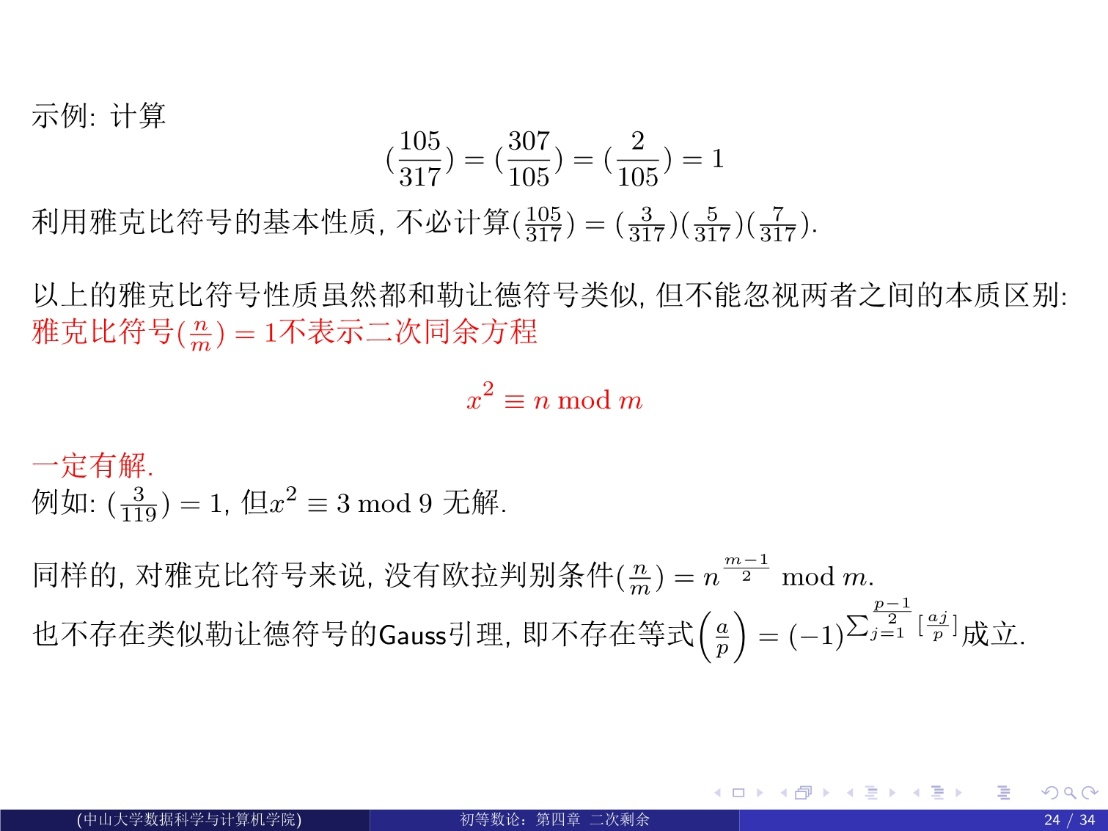 示例: 计算
(105/317) = (307/105) = (2/105) = 1
利用雅克比符号的基本性质, 不必计算(105/317) = (3/317)(5/317)(7/317).
以上的雅克比符号性质虽然都和勒让德符号类似, 但不能忽视两者之间的本质区别:
雅克比符号(n/m) = 1不表示二次同余方程
x² ≡ n mod m
一定有解.
例如: (3/119) = 1, 但x² ≡ 3 mod 9 无解.
同样的, 对雅克比符号来说, 没有欧拉判别条件(n/m) = n^((m−1)/2) mod m.
也不存在类似勒让德符号的Gauss引理, 即不存在等式(a/p) = (−1)^(∑_{j=1}^{(p−1)/2} [aj/p])成立.
(中山大学数据科学与计算机学院) 初等数论：第四章 二次剩余 24 / 34